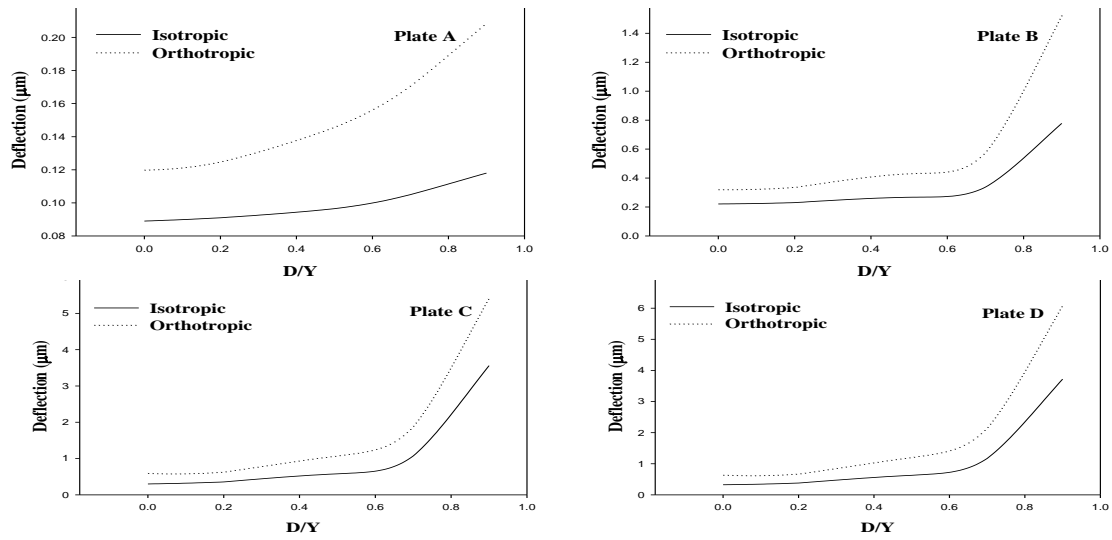 Isotropic
Orthotropic
Plate A
Deflection (μm)
0.20
0.18
0.16
0.14
0.12
0.10
0.08
0.0 0.2 0.4 0.6 0.8 1.0
D/Y
Isotropic
Orthotropic
Plate B
Deflection (μm)
1.4
1.2
1.0
0.8
0.6
0.4
0.2
0.0
0.0 0.2 0.4 0.6 0.8 1.0
D/Y
Isotropic
Orthotropic
Plate C
Deflection (μm)
5
4
3
2
1
0
0.0 0.2 0.4 0.6 0.8 1.0
D/Y
Isotropic
Orthotropic
Plate D
Deflection (μm)
6
5
4
3
2
1
0
0.0 0.2 0.4 0.6 0.8 1.0
D/Y